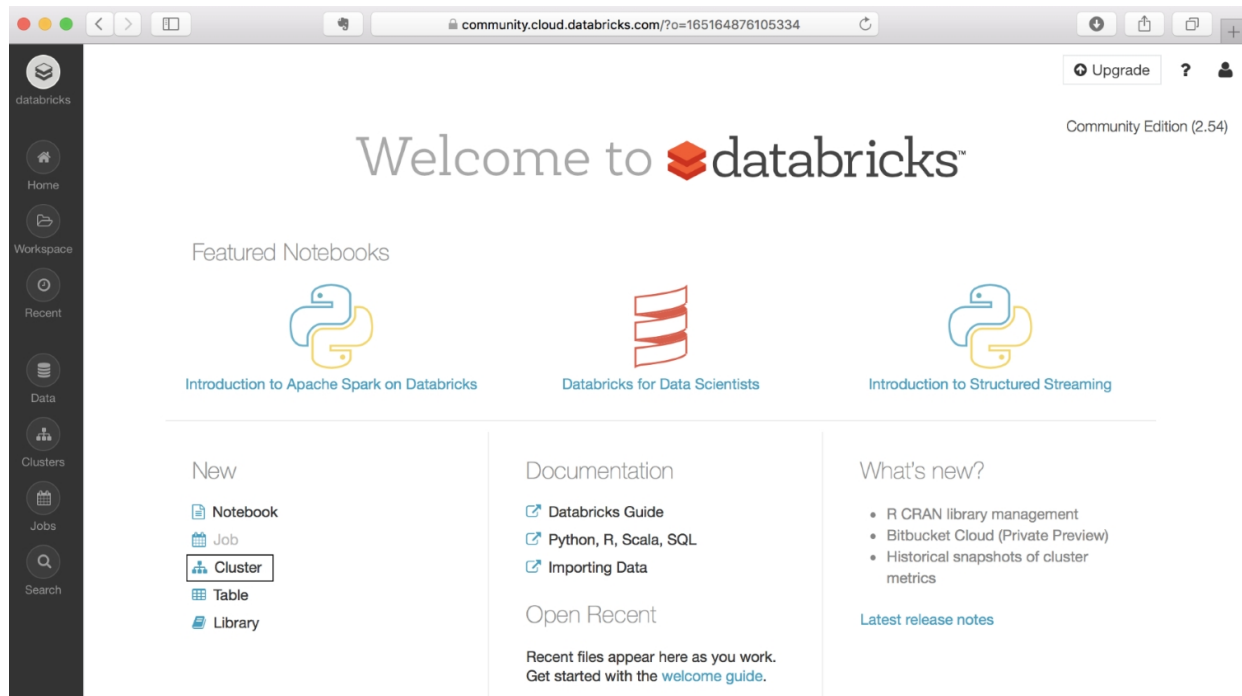 community.cloud.databricks.com/?o=165164876105334
databricks
Home
Workspace
Recent
Data
Clusters
Jobs
Search
Upgrade
?
Community Edition (2.54)
Welcome to databricks™
Featured Notebooks
Introduction to Apache Spark on Databricks
Databricks for Data Scientists
Introduction to Structured Streaming
New
Notebook
Job
Cluster
Table
Library
Documentation
Databricks Guide
Python, R, Scala, SQL
Importing Data
Open Recent
Recent files appear here as you work.
Get started with the welcome guide.
What's new?
R CRAN library management
Bitbucket Cloud (Private Preview)
Historical snapshots of cluster
metrics
Latest release notes